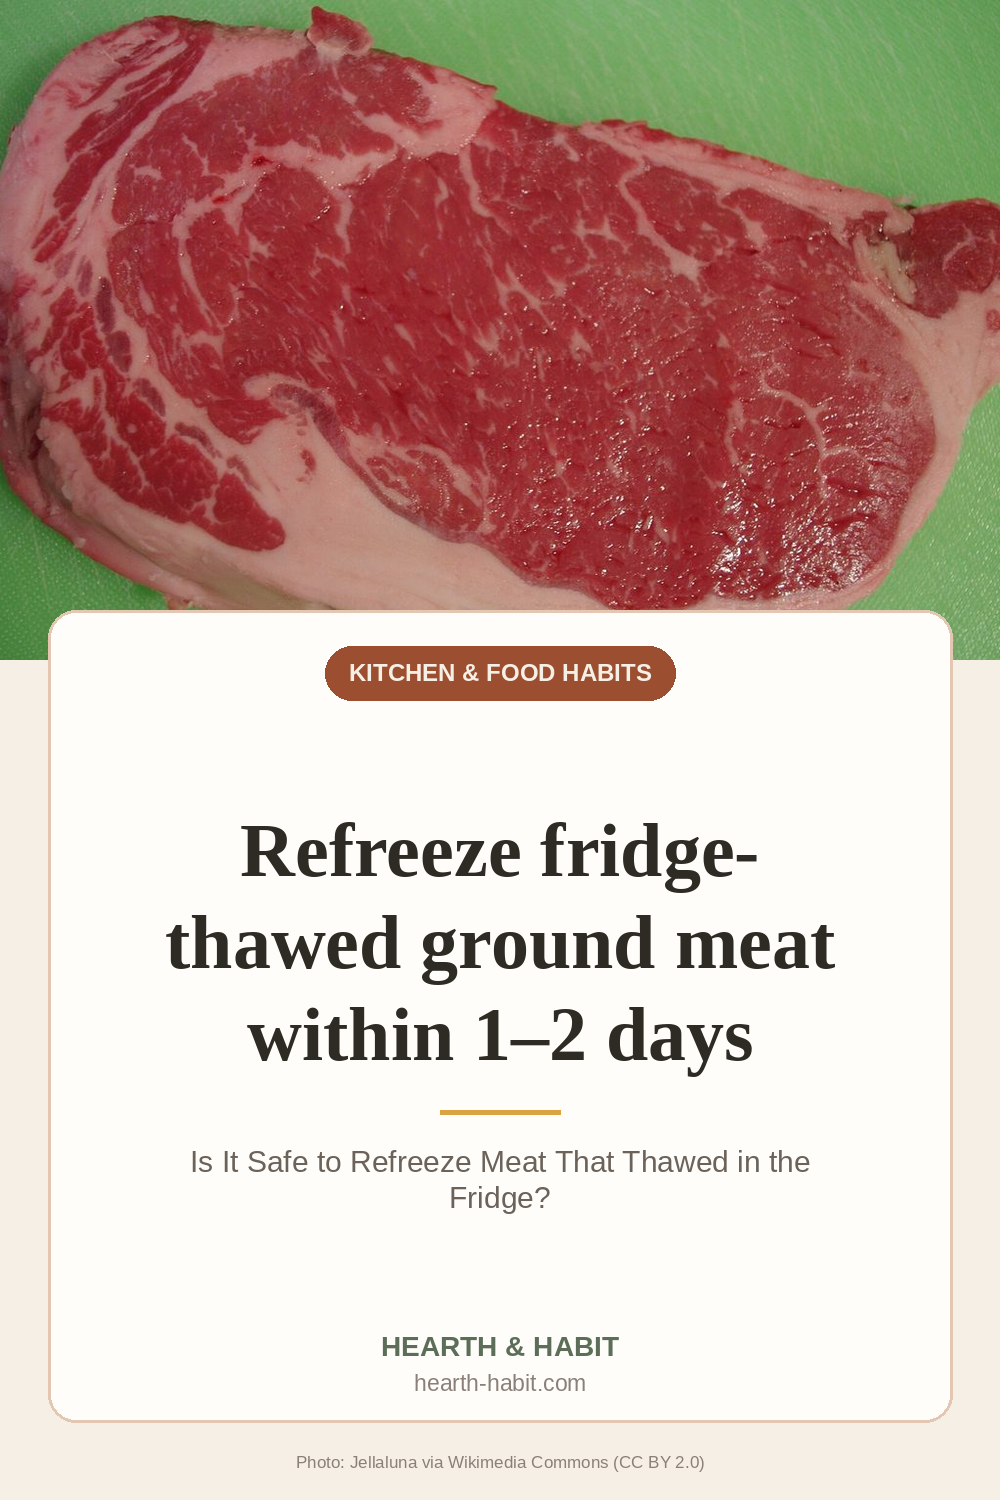 KITCHEN & FOOD HABITS
Refreeze fridge-
thawed ground meat
within 1–2 days
Is It Safe to Refreeze Meat That Thawed in the
Fridge?
HEARTH & HABIT
hearth-habit.com
Photo: Jellaluna via Wikimedia Commons (CC BY 2.0)